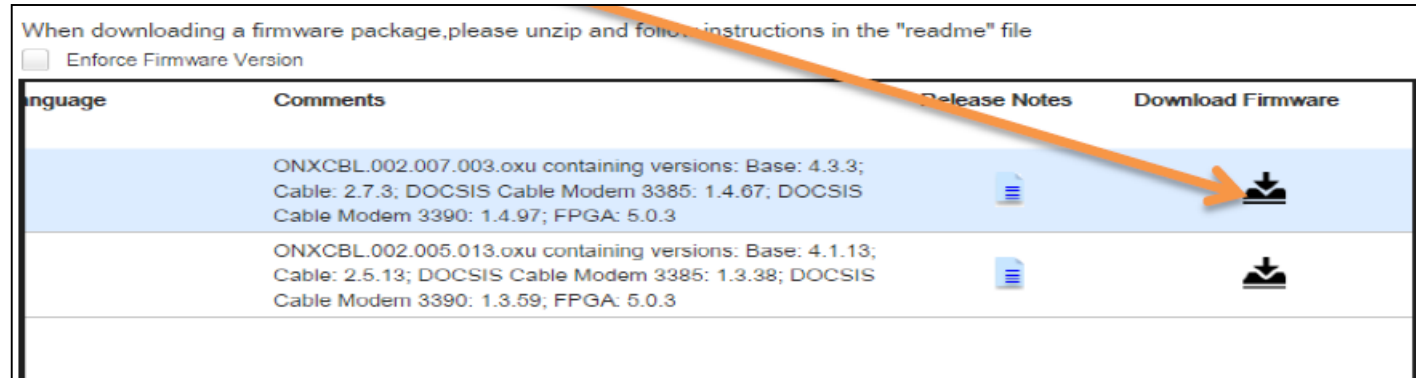 When downloading a firmware package,please unzip and follow instructions in the "readme" file
Enforce Firmware Version
Comments Release Notes Download Firmware
ONXCBL.002.007.003.oxu containing versions: Base: 4.3.3;
Cable: 2.7.3; DOCSIS Cable Modem 3385: 1.4.67; DOCSIS
Cable Modem 3390: 1.4.97; FPGA: 5.0.3
ONXCBL.002.005.013.oxu containing versions: Base: 4.1.13;
Cable: 2.5.13; DOCSIS Cable Modem 3385: 1.3.38; DOCSIS
Cable Modem 3390: 1.3.59; FPGA: 5.0.3